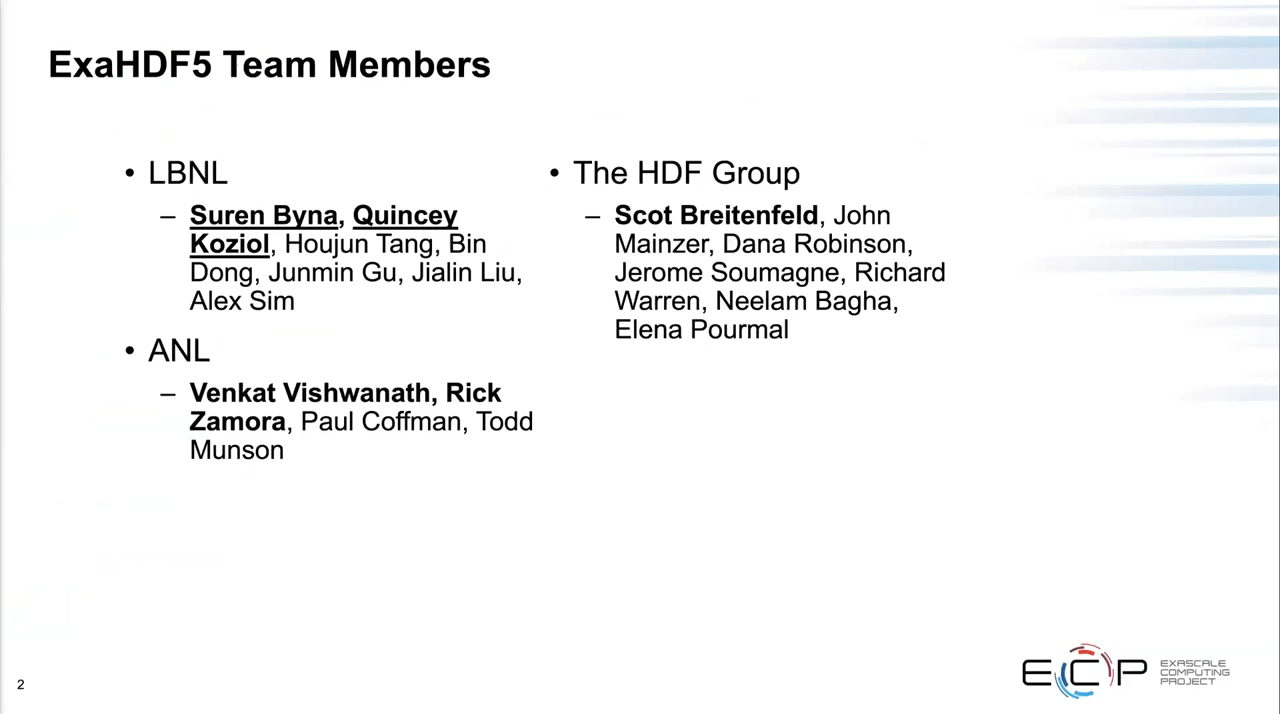 ExaHDF5 Team Members
• LBNL
– Suren Byna, Quincey
Koziol, Houjun Tang, Bin
Dong, Junmin Gu, Jialin Liu,
Alex Sim
• ANL
– Venkat Vishwanath, Rick
Zamora, Paul Coffman, Todd
Munson
• The HDF Group
– Scot Breitenfeld, John
Mainzer, Dana Robinson,
Jerome Soumagne, Richard
Warren, Neelam Bagha,
Elena Pourmal
2
ECP
EXASCALE
COMPUTING
PROJECT